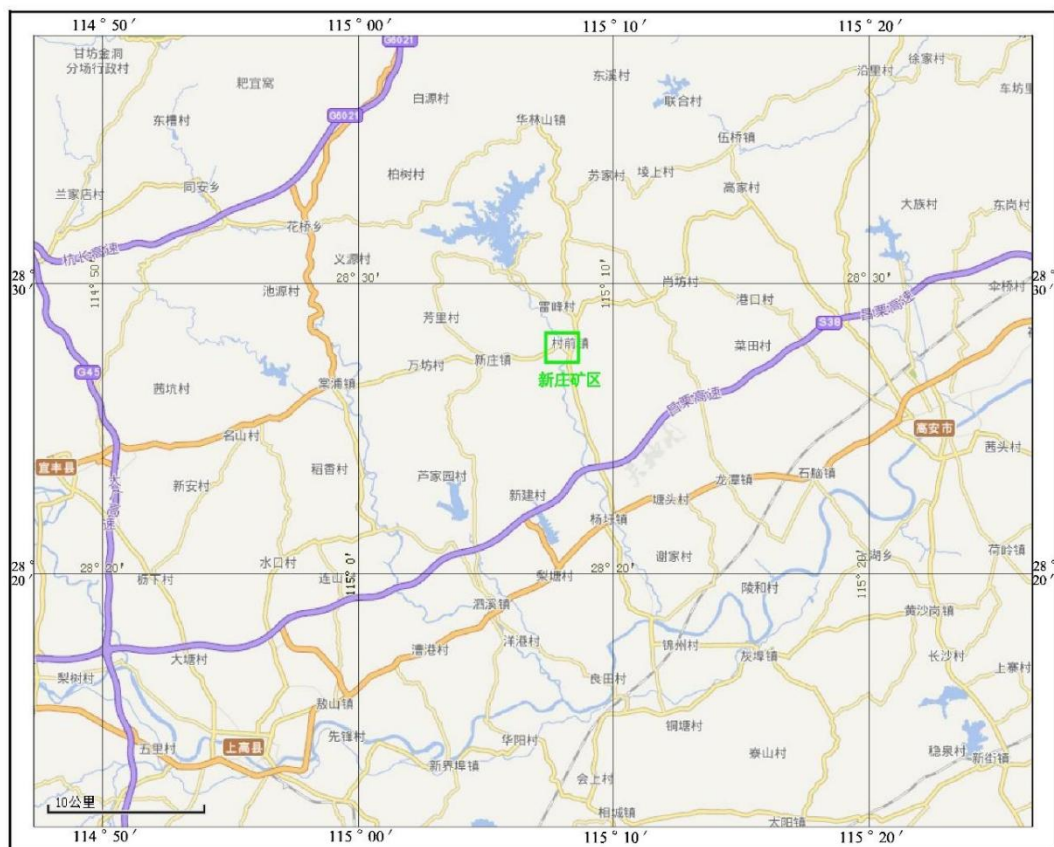 114 ° 50 ′
115 ° 00 ′
115 ° 10 ′
115 ° 20 ′
甘坊金洞
分场行政村
耙宜窝
G6021
白源村
东溪村
沿里村
徐家村
车坊里
联合村
东槽村
G6021
华林山镇
伍桥镇
兰家店村
同安乡
柏树村
苏家村
埮上村
高家村
大族村
东岗村
花桥乡
杭长高速
义源村
28 °
30 ′
114 ° 50 ′
28 ° 30 ′
115 ° 10 ′
28 ° 30 ′
28 °
30 ′
池源村
尚坊村
港口村
伞桥村
芳里村
雷峰村
昌栗高速
S38
村前镇
菜田村
G45
茜坑村
棠浦镇
万坊村
新庄镇
新庄矿区
昌栗高速
名山村
高安市
茜头村
宜丰县
稻香村
芦家园村
新安村
新建村
塘头村
龙潭镇
石脑镇
大广高速
杨圩镇
水口村
谢家村
湖乡
荷岭镇
28 °
20 ′
28 ° 20 ′
枥下村
连山
115 ° 0 ′
梨塘村
28 ° 20 ′
陵和村
115 ° 20 ′
28 °
20 ′
泗溪镇
黄沙岗镇
大塘村
漕港村
洋港村
锦州村
灰埠镇
长沙村
梨树村
良田村
上寨村
敖山镇
铜塘村
五里村
上高县
先锋村
华阳村
寮山村
稳泉村
新界埠镇
会上村
新街镇
10公里
相城镇
太阳镇
114 ° 50 ′
115 ° 00 ′
115 ° 10 ′
115 ° 20 ′